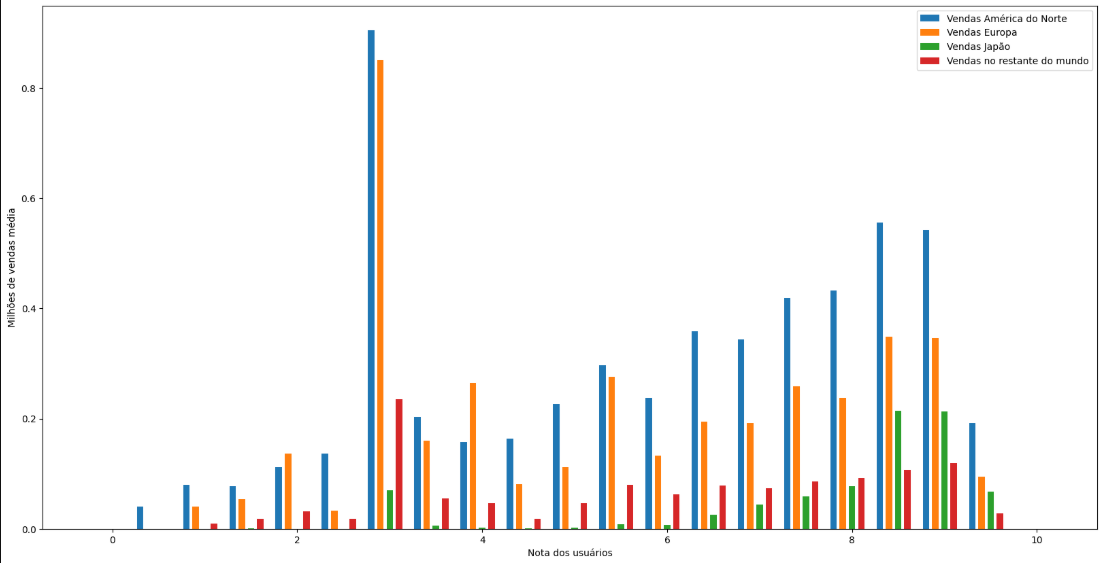 Vendas América do Norte
Vendas Europa
Vendas Japão
Vendas no restante do mundo
Milhões de vendas média
0.8
0.6
0.4
0.2
0.0
0 2 4 6 8 10
Nota dos usuários